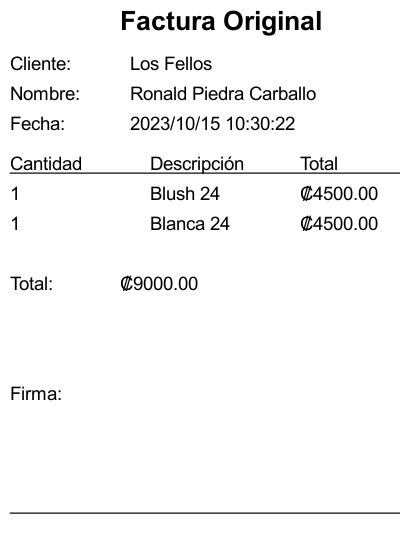 Factura Original
Cliente: Los Fellos
Nombre: Ronald Piedra Carballo
Fecha: 2023/10/15 10:30:22
Cantidad Descripción Total
1 Blush 24 ₡4500.00
1 Blanca 24 ₡4500.00
Total: ₡9000.00
Firma: